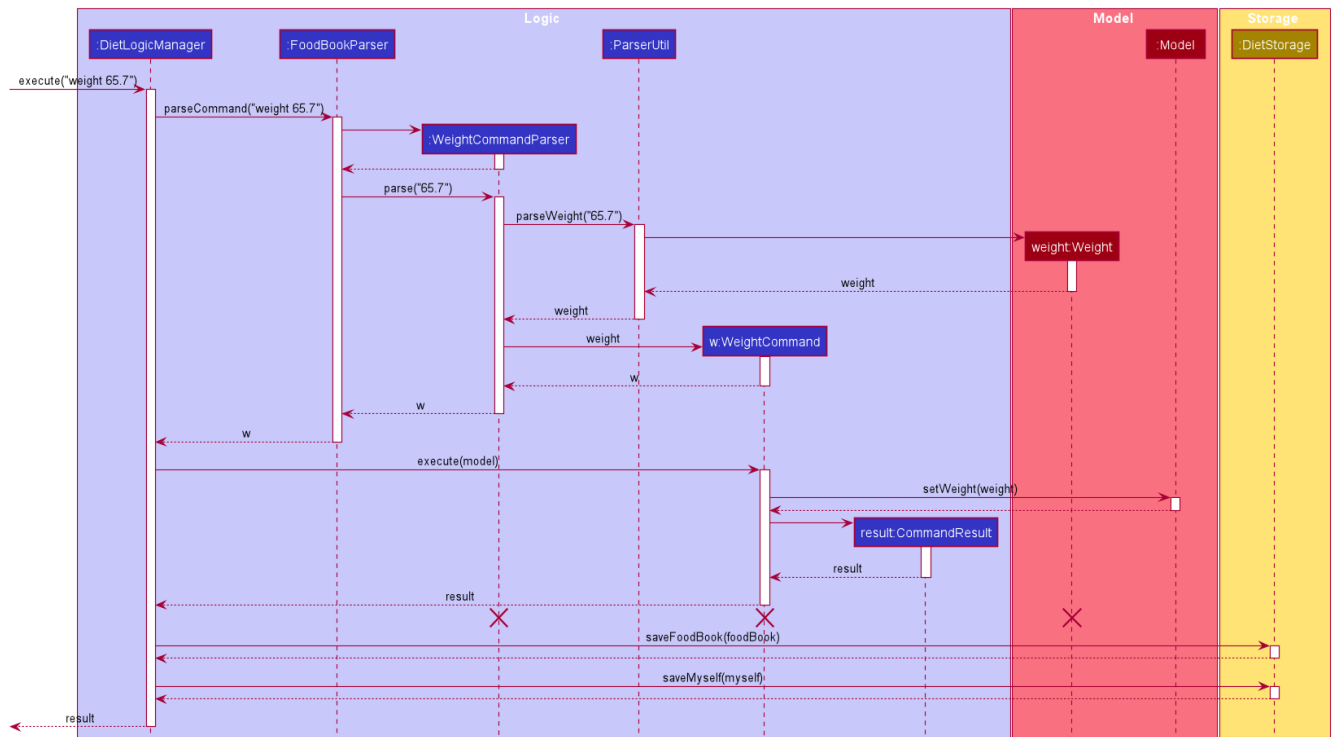 Logic
Model
Storage
:DietLogicManager
:FoodBookParser
:ParserUtil
:Model
:DietStorage
execute("weight 65.7")
parseCommand("weight 65.7")
:WeightCommandParser
parse("65.7")
parseWeight("65.7")
weight:Weight
weight
weight
weight
w:WeightCommand
w
w
w
execute(model)
setWeight(weight)
result:CommandResult
result
result
saveFoodBook(foodBook)
saveMyself(myself)
result